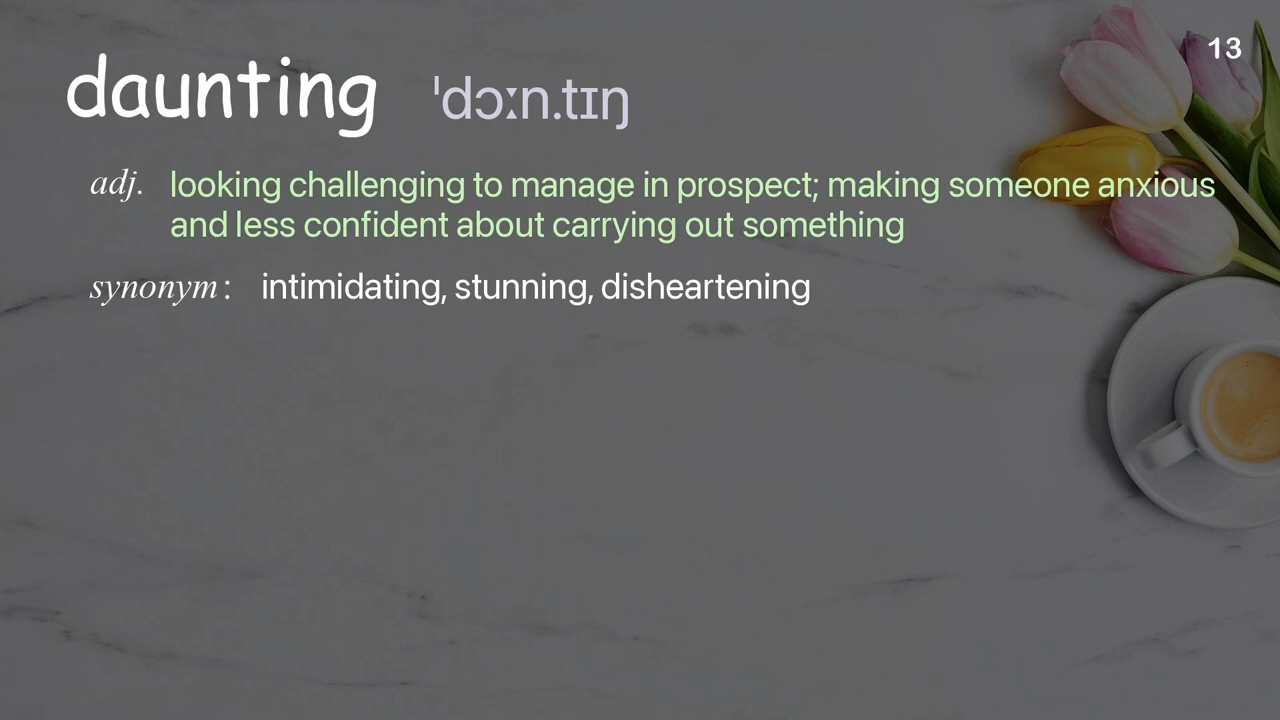 13
daunting ˈdɔːn.tɪŋ
adj. looking challenging to manage in prospect; making someone anxious
and less confident about carrying out something
synonym: intimidating, stunning, disheartening